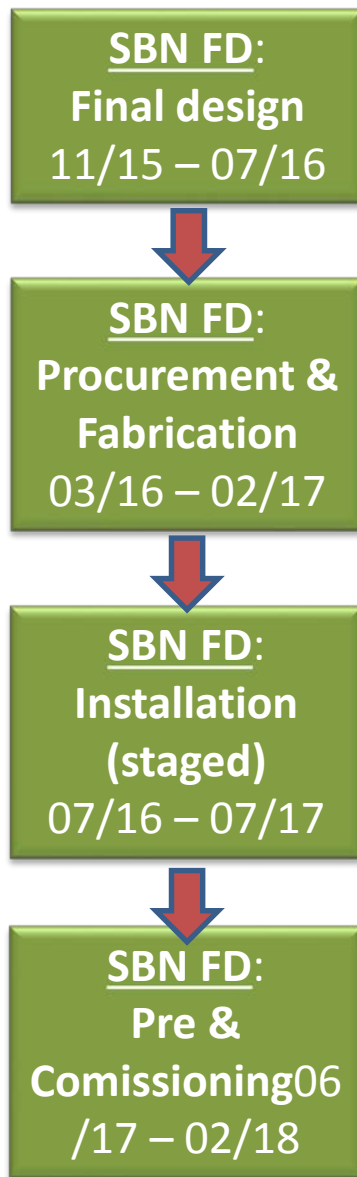 SBN FD:
Final design
11/15 – 07/16
SBN FD:
Procurement &
Fabrication
03/16 – 02/17
SBN FD:
Installation
(staged)
07/16 – 07/17
SBN FD:
Pre &
Comissioning06
/17 – 02/18